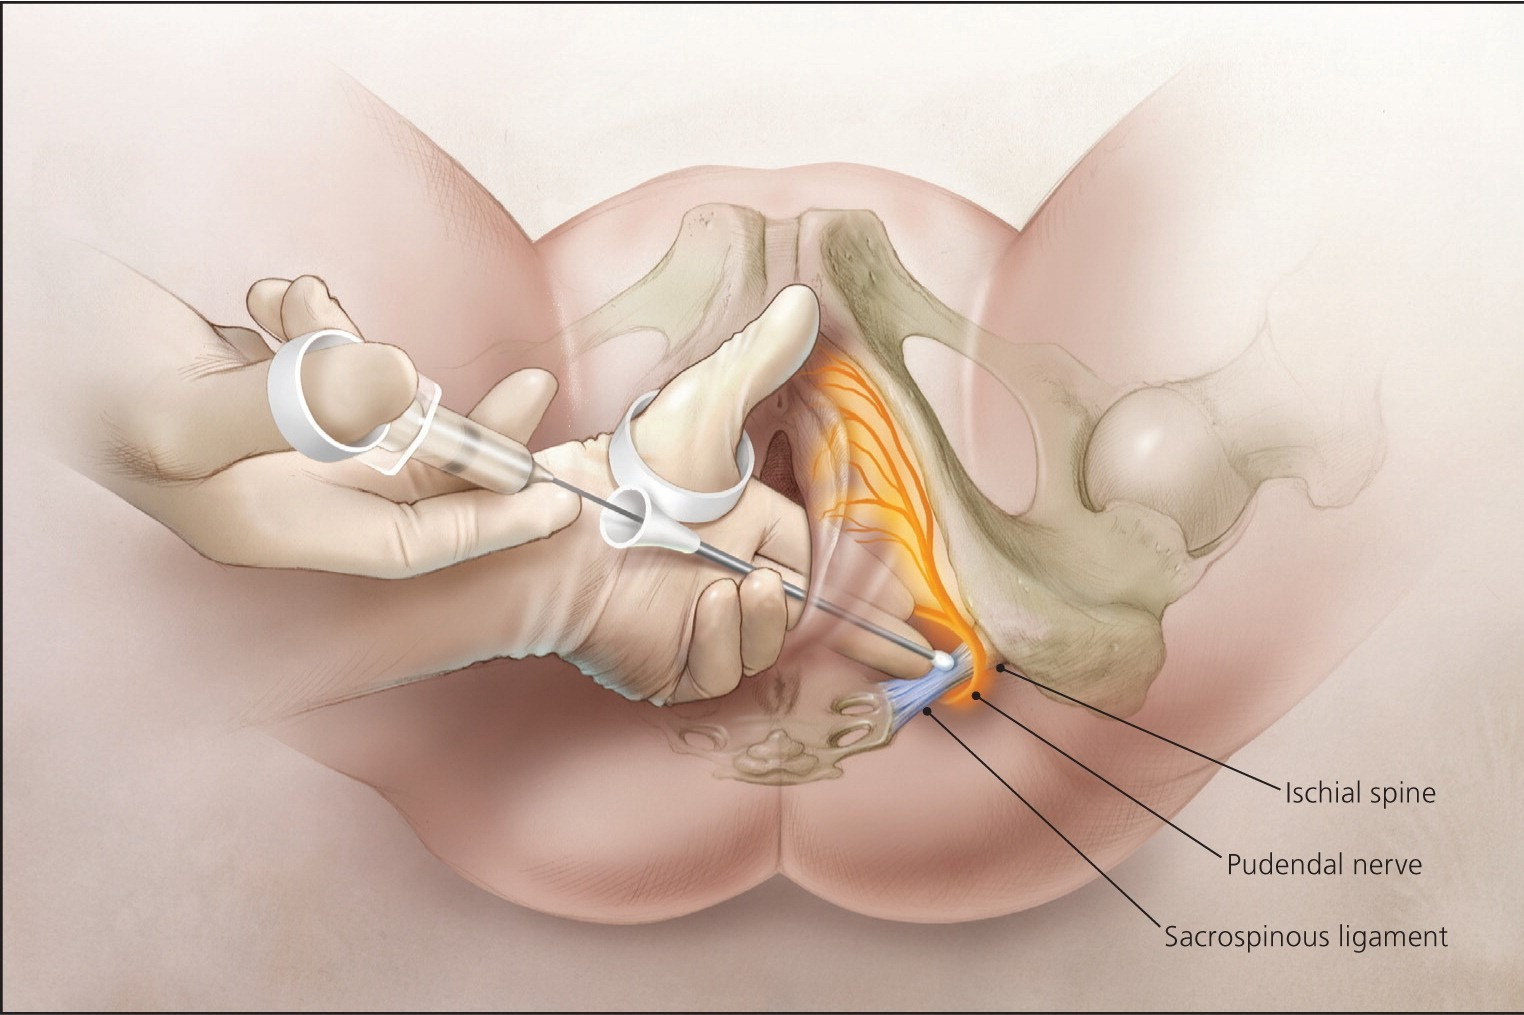 Ischial spine
Pudendal nerve
Sacrospinous ligament